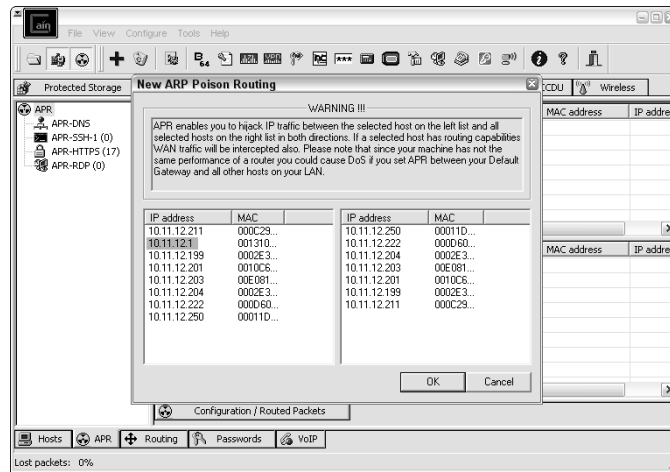 aín
File View Configure Tools Help
B64
Protected Storage
CDU
Wireless
New ARP Poison Routing
WARNING !!!
APR enables you to hijack IP traffic between the selected host on the left list and all
selected hosts on the right list in both directions. If a selected host has routing capabilities
WAN traffic will be intercepted also. Please note that since your machine has not the
same performance of a router you could cause DoS if you set APR between your Default
Gateway and all other hosts on your LAN.
APR
APR-DNS
APR-SSH-1 (0)
APR-HTTPS (17)
APR-RDP (0)
MAC address IP addre
IP address MAC
10.11.12.211 000C29...
10.11.12.1 001310...
10.11.12.199 0002E3...
10.11.12.201 0010C6...
10.11.12.203 00E081...
10.11.12.204 0002E3...
10.11.12.222 000D60...
10.11.12.250 00011D...
IP address MAC
10.11.12.250 00011D...
10.11.12.222 000D60...
10.11.12.204 0002E3...
10.11.12.203 00E081...
10.11.12.201 0010C6...
10.11.12.199 0002E3...
10.11.12.211 000C29...
MAC address IP addre
OK Cancel
Configuration / Routed Packets
Hosts APR Routing Passwords VoIP
Lost packets: 0%